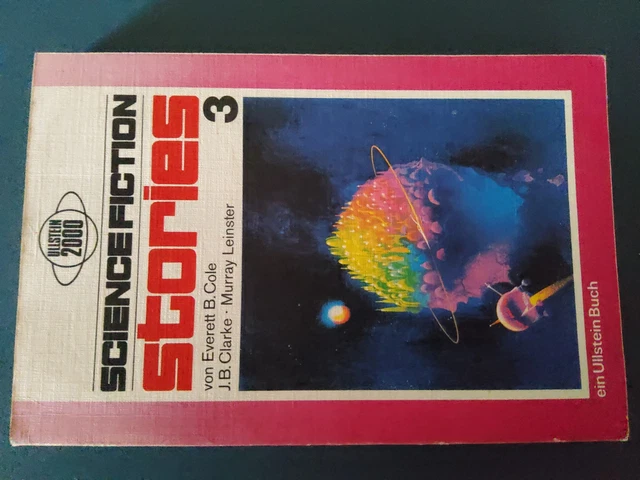 ULLSTEIN
2000
SCIENCE FICTION
stories
3
von Everett B. Cole
J. B. Clarke · Murray Leinster
ein Ullstein Buch